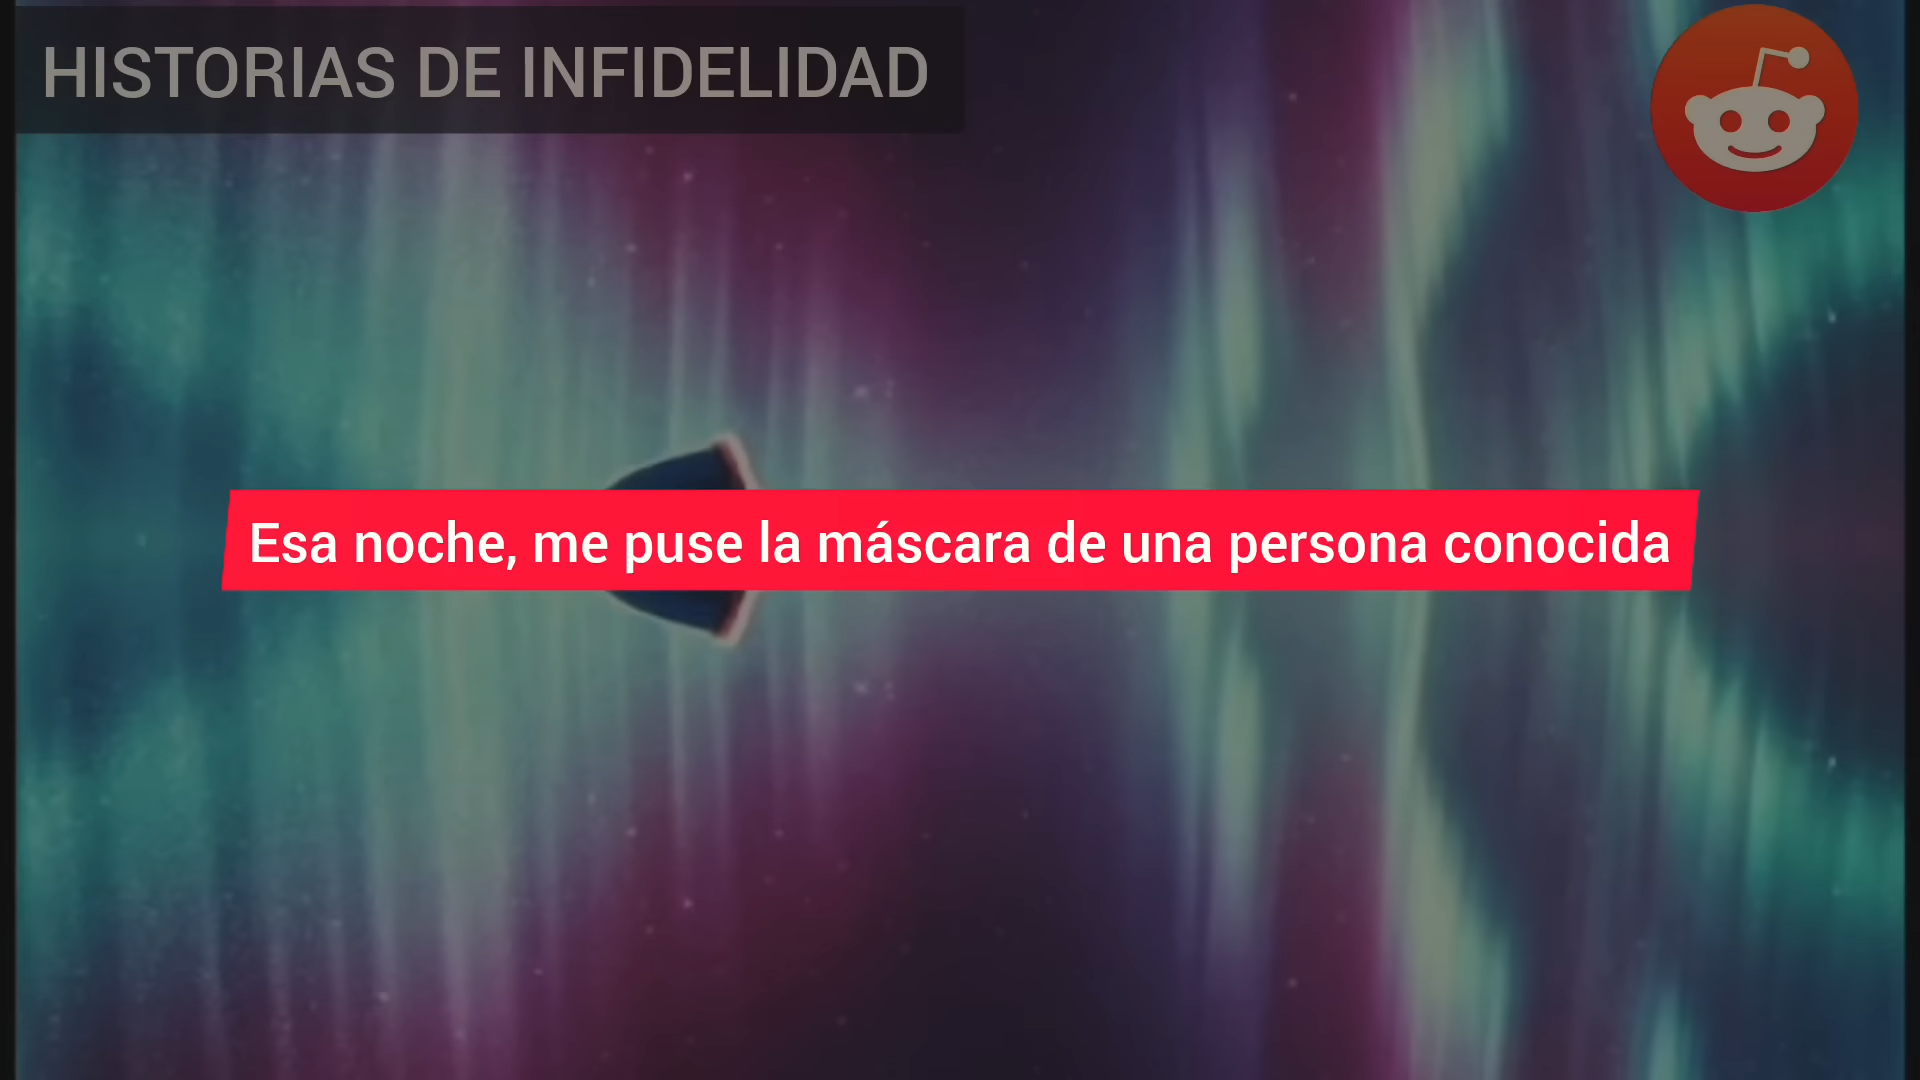 HISTORIAS DE INFIDELIDAD
Esa noche, me puse la máscara de una persona conocida